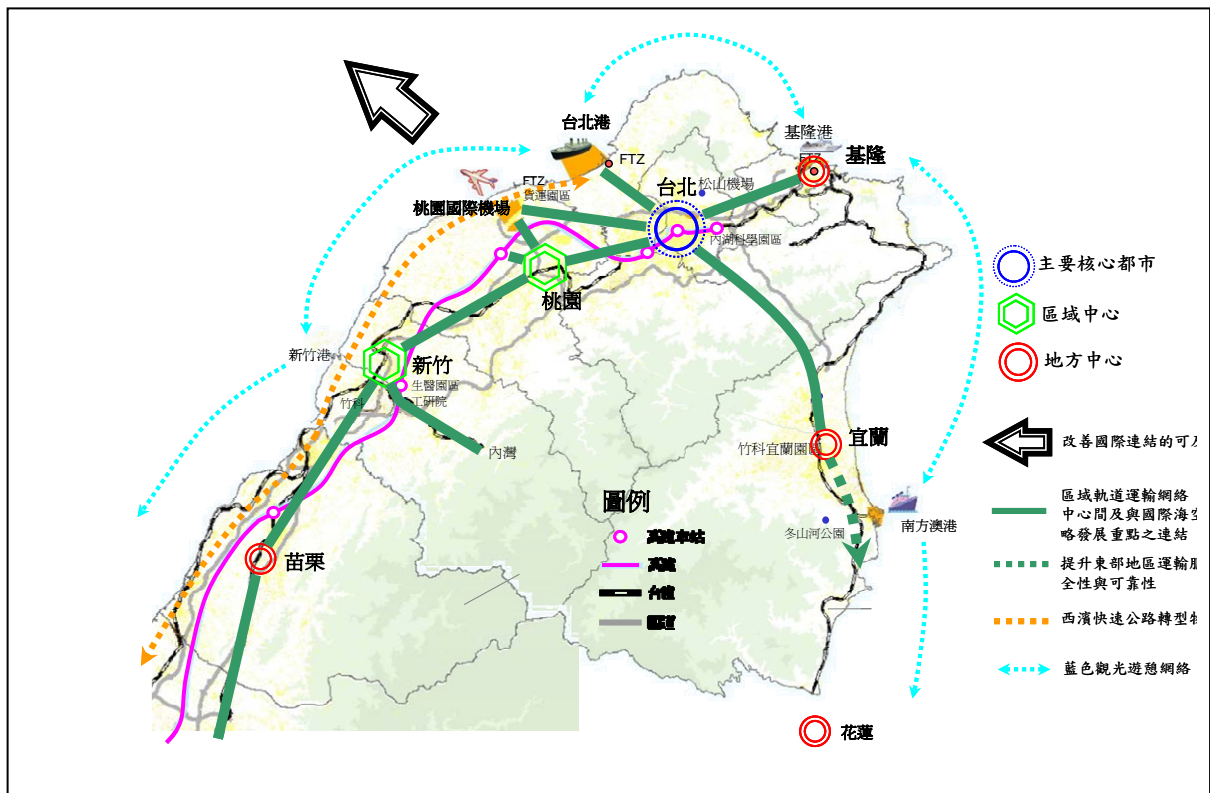 台北港
FTZ
基隆港
FTZ
基隆
台北
松山機場
FTZ
貨運園區
桃園國際機場
內湖科學園區
桃園
新竹港
新竹
生醫園區
竹科
工研院
內灣
竹科宜蘭園區
宜蘭
南方澳港
冬山河公園
苗栗
花蓮
圖例
高速車站
高速
台鐵
國道
主要核心都市
區域中心
地方中心
改善國際連結的可及
區域軌道運輸網絡
中心間及與國際海空
略發展重點之連結
提升東部地區運輸服
全性與可靠性
西濱快速公路轉型物
藍色觀光遊憩網絡